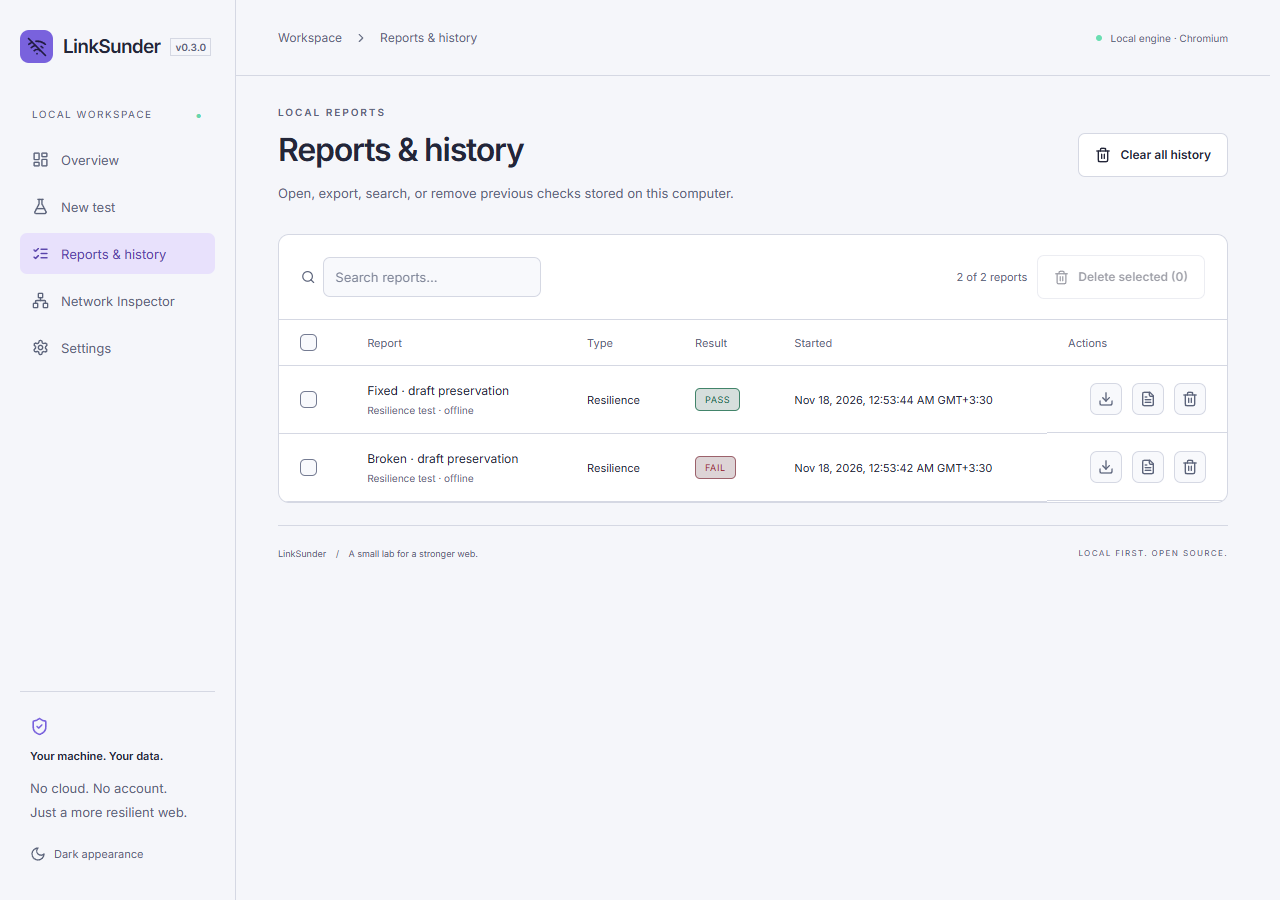 LinkSunder v0.3.0
LOCAL WORKSPACE
Overview
New test
Reports & history
Network Inspector
Settings
Your machine. Your data.
No cloud. No account.
Just a more resilient web.
Dark appearance
Workspace > Reports & history
Local engine · Chromium
LOCAL REPORTS
Reports & history
Open, export, search, or remove previous checks stored on this computer.
Clear all history
Search reports...
2 of 2 reports
Delete selected (0)
Report Type Result Started Actions
Fixed · draft preservation
Resilience test · offline
Resilience PASS Nov 18, 2026, 12:53:44 AM GMT+3:30
Broken · draft preservation
Resilience test · offline
Resilience FAIL Nov 18, 2026, 12:53:42 AM GMT+3:30
LinkSunder / A small lab for a stronger web.
LOCAL FIRST. OPEN SOURCE.